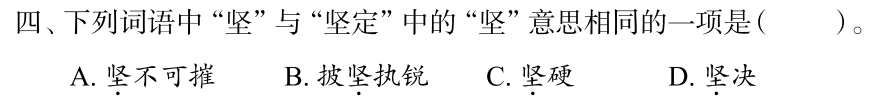 四、下列词语中“坚”与“坚定”中的“坚”意思相同的一项是(　　)。
A. 坚不可摧　B. 披坚执锐　C. 坚硬　D. 坚决